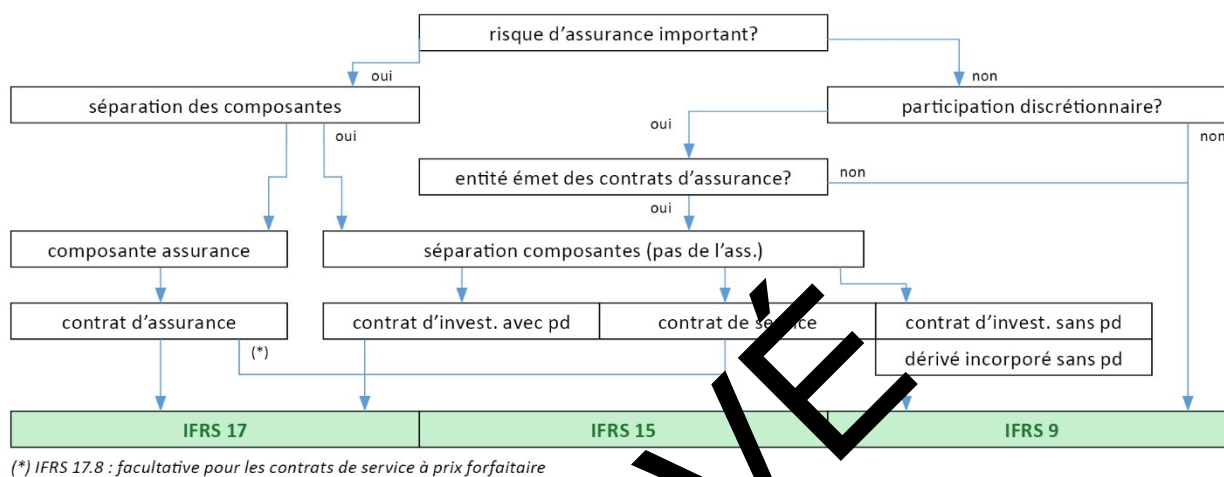 risque d'assurance important?
oui
non
séparation des composantes
participation discrétionnaire?
oui
oui
non
entité émet des contrats d'assurance?
non
oui
composante assurance
séparation composantes (pas de l'ass.)
contrat d'assurance
contrat d'invest. avec pd
contrat de
contrat d'invest. sans pd
(*)
dérivé incorporé sans pd
IFRS 17
IFRS 15
IFRS 9
(*) IFRS 17.8 : facultative pour les contrats de service à prix forfaitaire